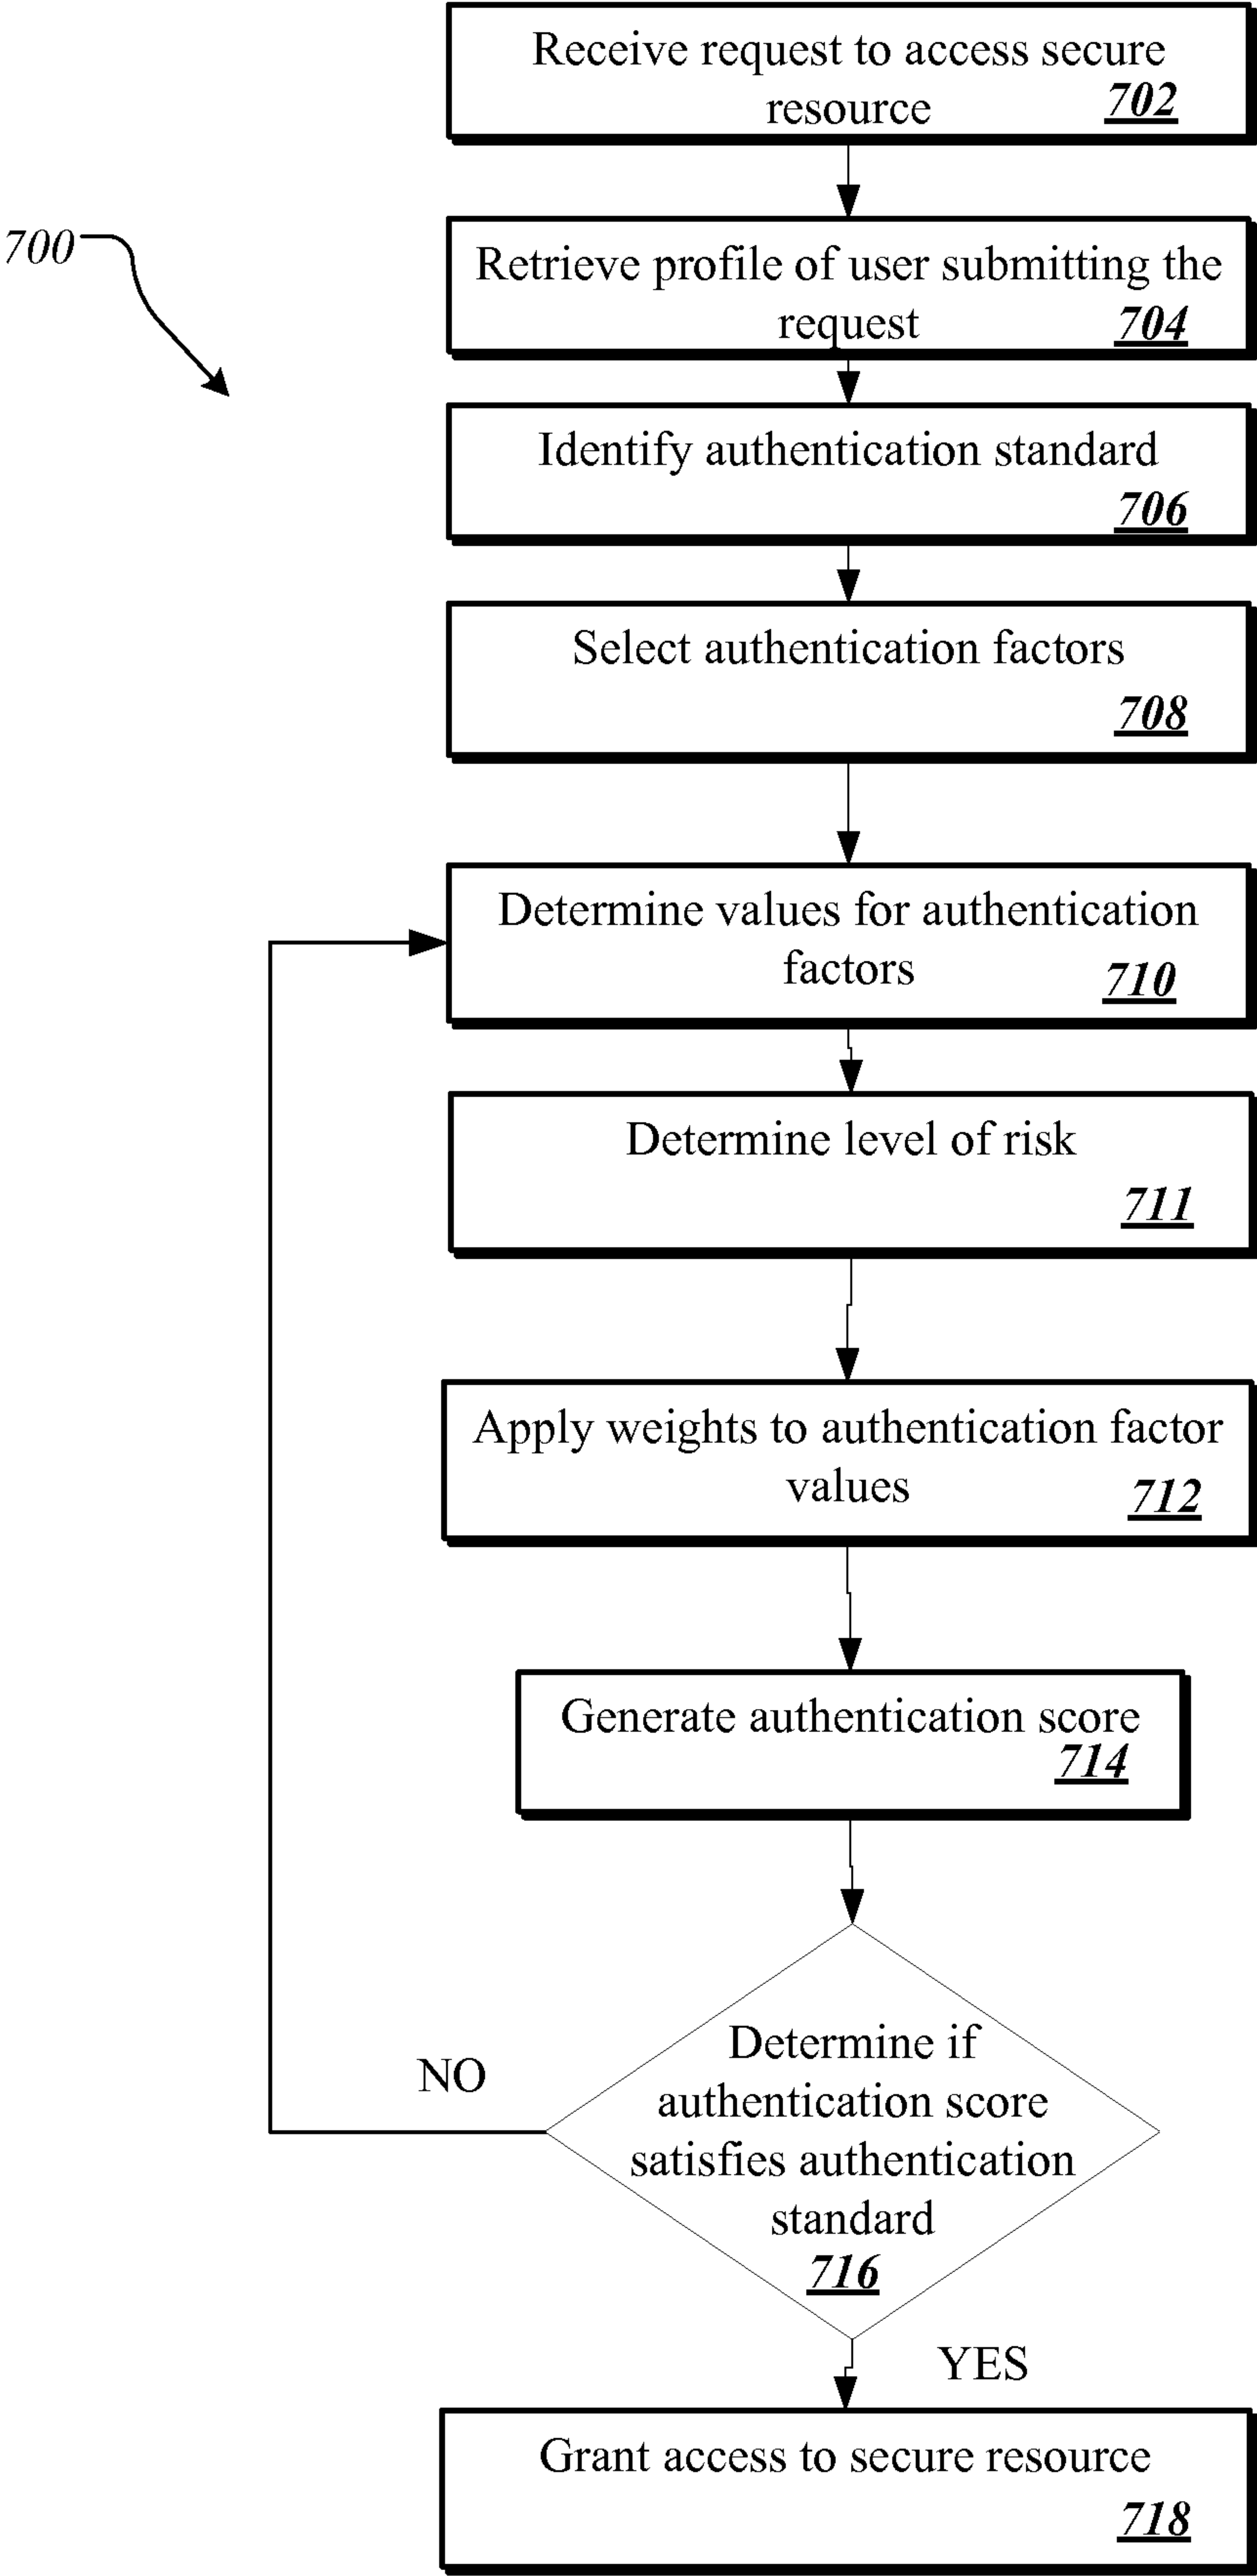 Receive request to access secure
resource 702
700
Retrieve profile of user submitting the
request 704
Identify authentication standard
706
Select authentication factors
708
Determine values for authentication
factors 710
Determine level of risk
711
Apply weights to authentication factor
values 712
Generate authentication score
714
Determine if
NO
authentication score
satisfies authentication
standard
716
YES
Grant access to secure resource
718